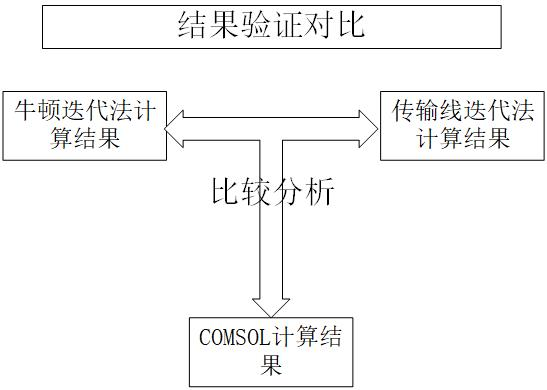 结果验证对比
牛顿迭代法计
算结果
传输线迭代法
计算结果
比较分析
COMSOL计算结
果